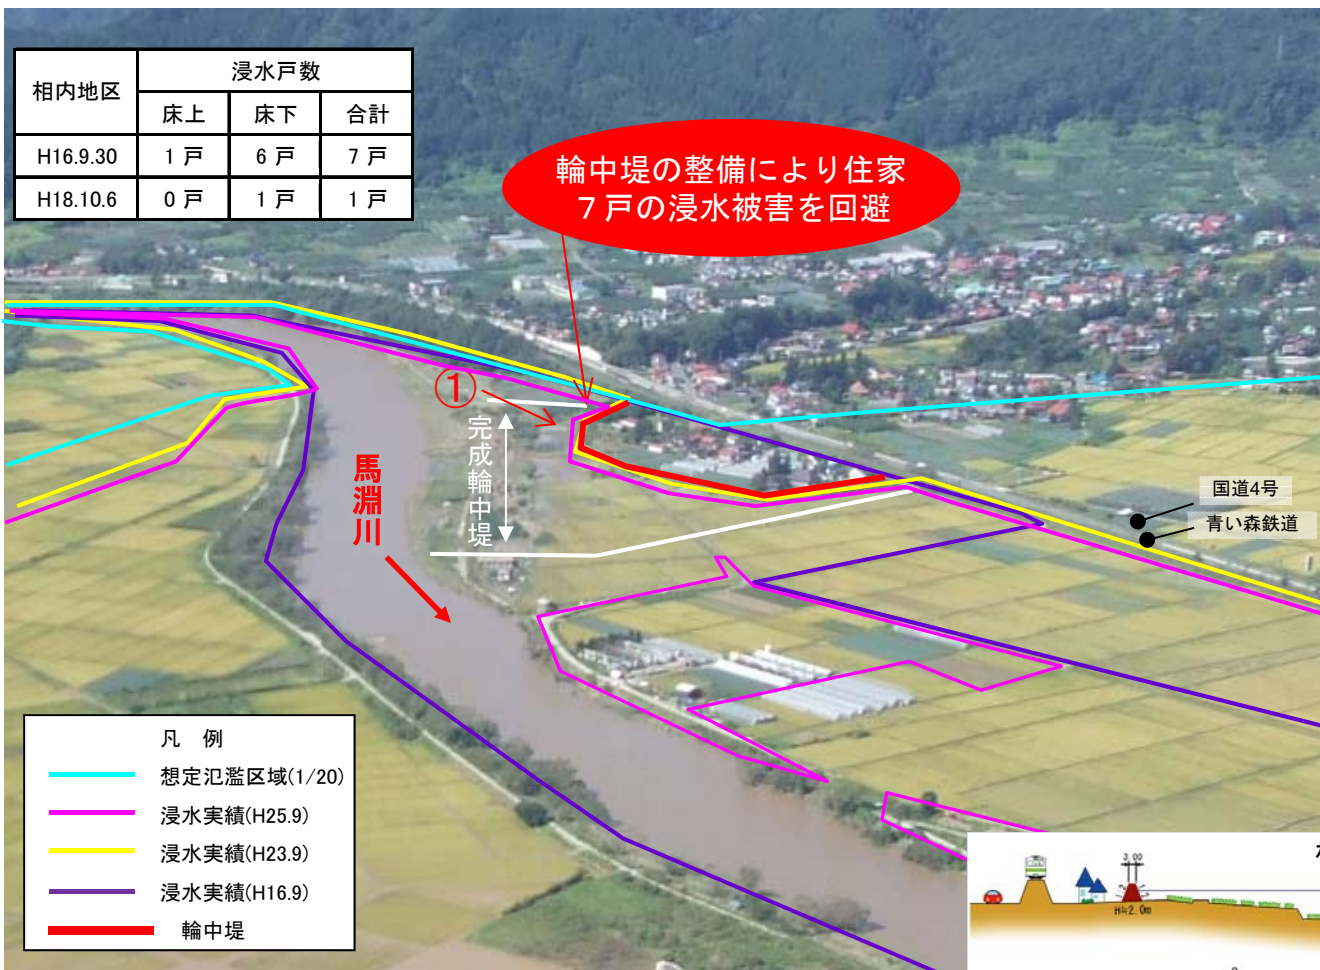 相内地区 浸水戸数
床上 床下 合計
H16.9.30 1戸 6戸 7戸
H18.10.6 0戸 1戸 1戸
輪中堤の整備により住家
7戸の浸水被害を回避
①
完成輪中堤
馬淵川
国道4号
青い森鉄道
凡 例
想定氾濫区域(1/20)
浸水実績(H25.9)
浸水実績(H23.9)
浸水実績(H16.9)
輪中堤
3.00
H≒2.0m